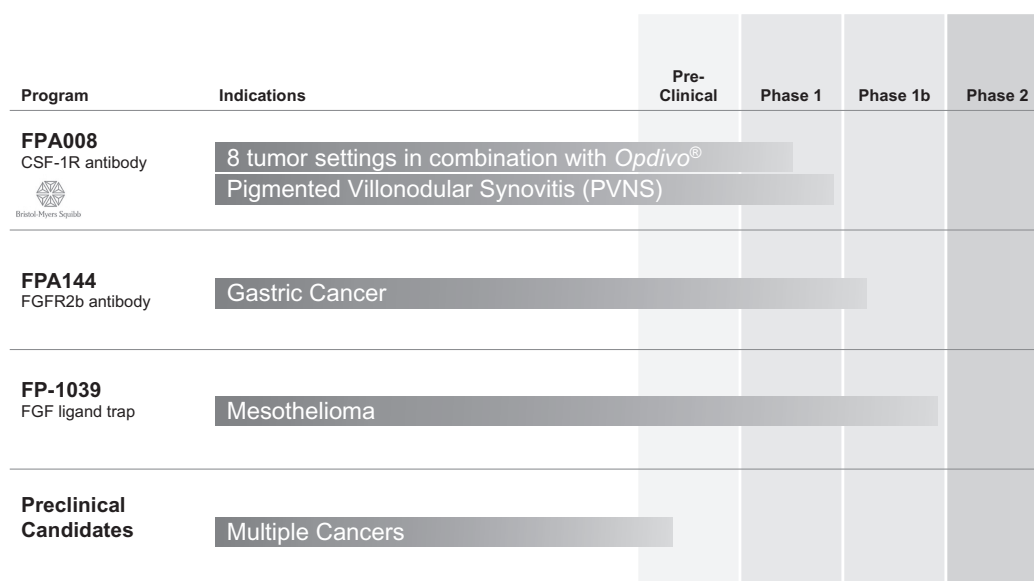 Program Indications Pre-Clinical Phase 1 Phase 1b Phase 2
FPA008
CSF-1R antibody
Bristol-Myers Squibb
8 tumor settings in combination with Opdivo®
Pigmented Villonodular Synovitis (PVNS)
FPA144
FGFR2b antibody
Gastric Cancer
FP-1039
FGF ligand trap
Mesothelioma
Preclinical
Candidates
Multiple Cancers